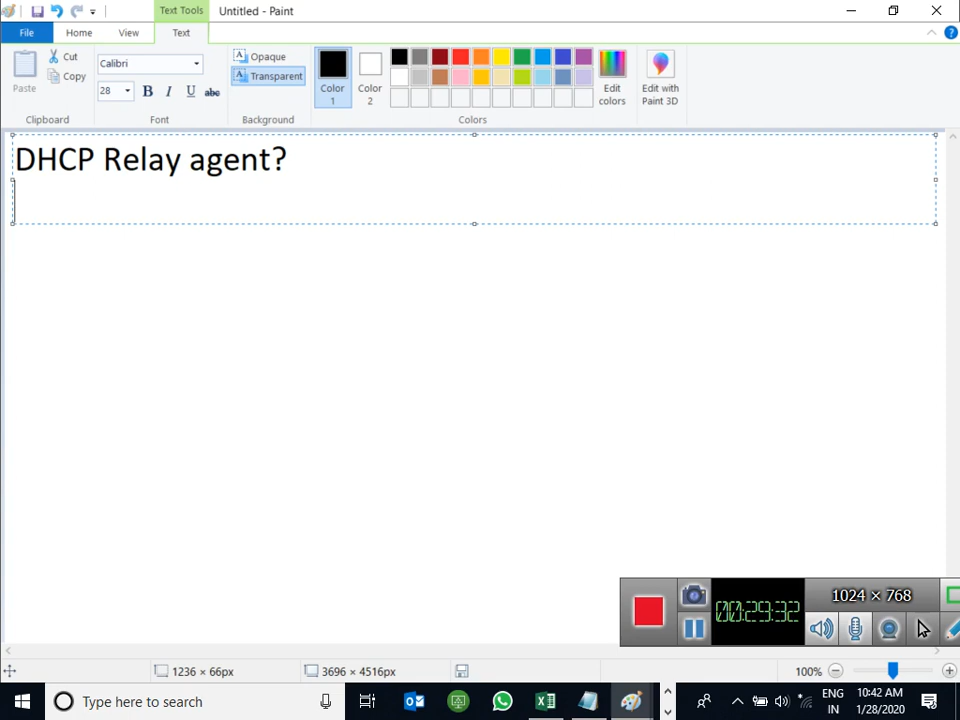 Text Tools
Untitled - Paint
File
Home
View
Text
Paste
Cut
Copy
Clipboard
Calibri
28
B
I
U
abc
Font
A
Opaque
A
Transparent
Background
Color
1
Color
2
Edit
colors
Edit with
Paint 3D
Colors
DHCP Relay agent?
00:29:32
1024 × 768
1236 × 66px
3696 × 4516px
100%
Type here to search
ENG
IN
10:42 AM
1/28/2020